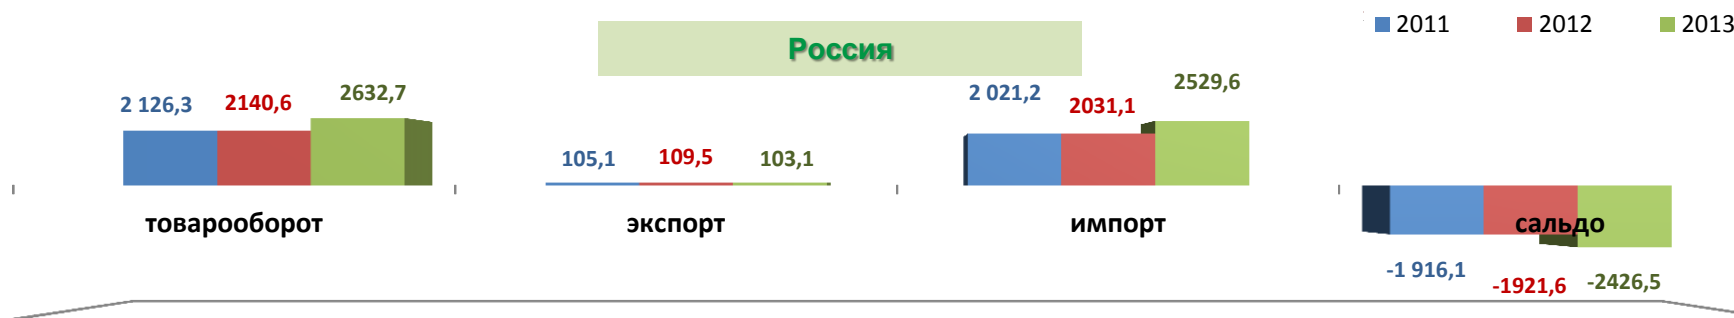 2011 2012 2013
Россия
2 126,3 2140,6 2632,7
105,1 109,5 103,1
2 021,2 2031,1 2529,6
товарооборот экспорт импорт сальдо
-1 916,1 -1921,6 -2426,5